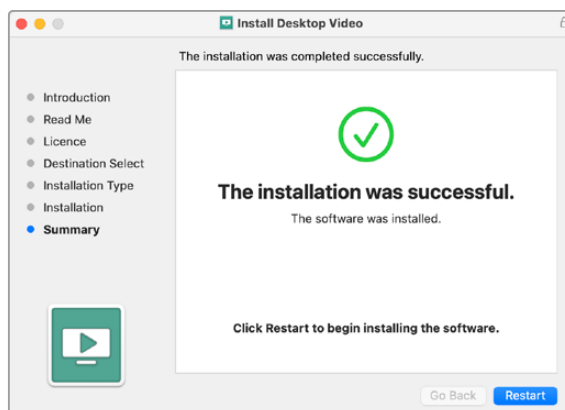 Install Desktop Video
The installation was completed successfully.
Introduction
Read Me
Licence
Destination Select
Installation Type
Installation
Summary
The installation was successful.
The software was installed.
Click Restart to begin installing the software.
Go Back
Restart